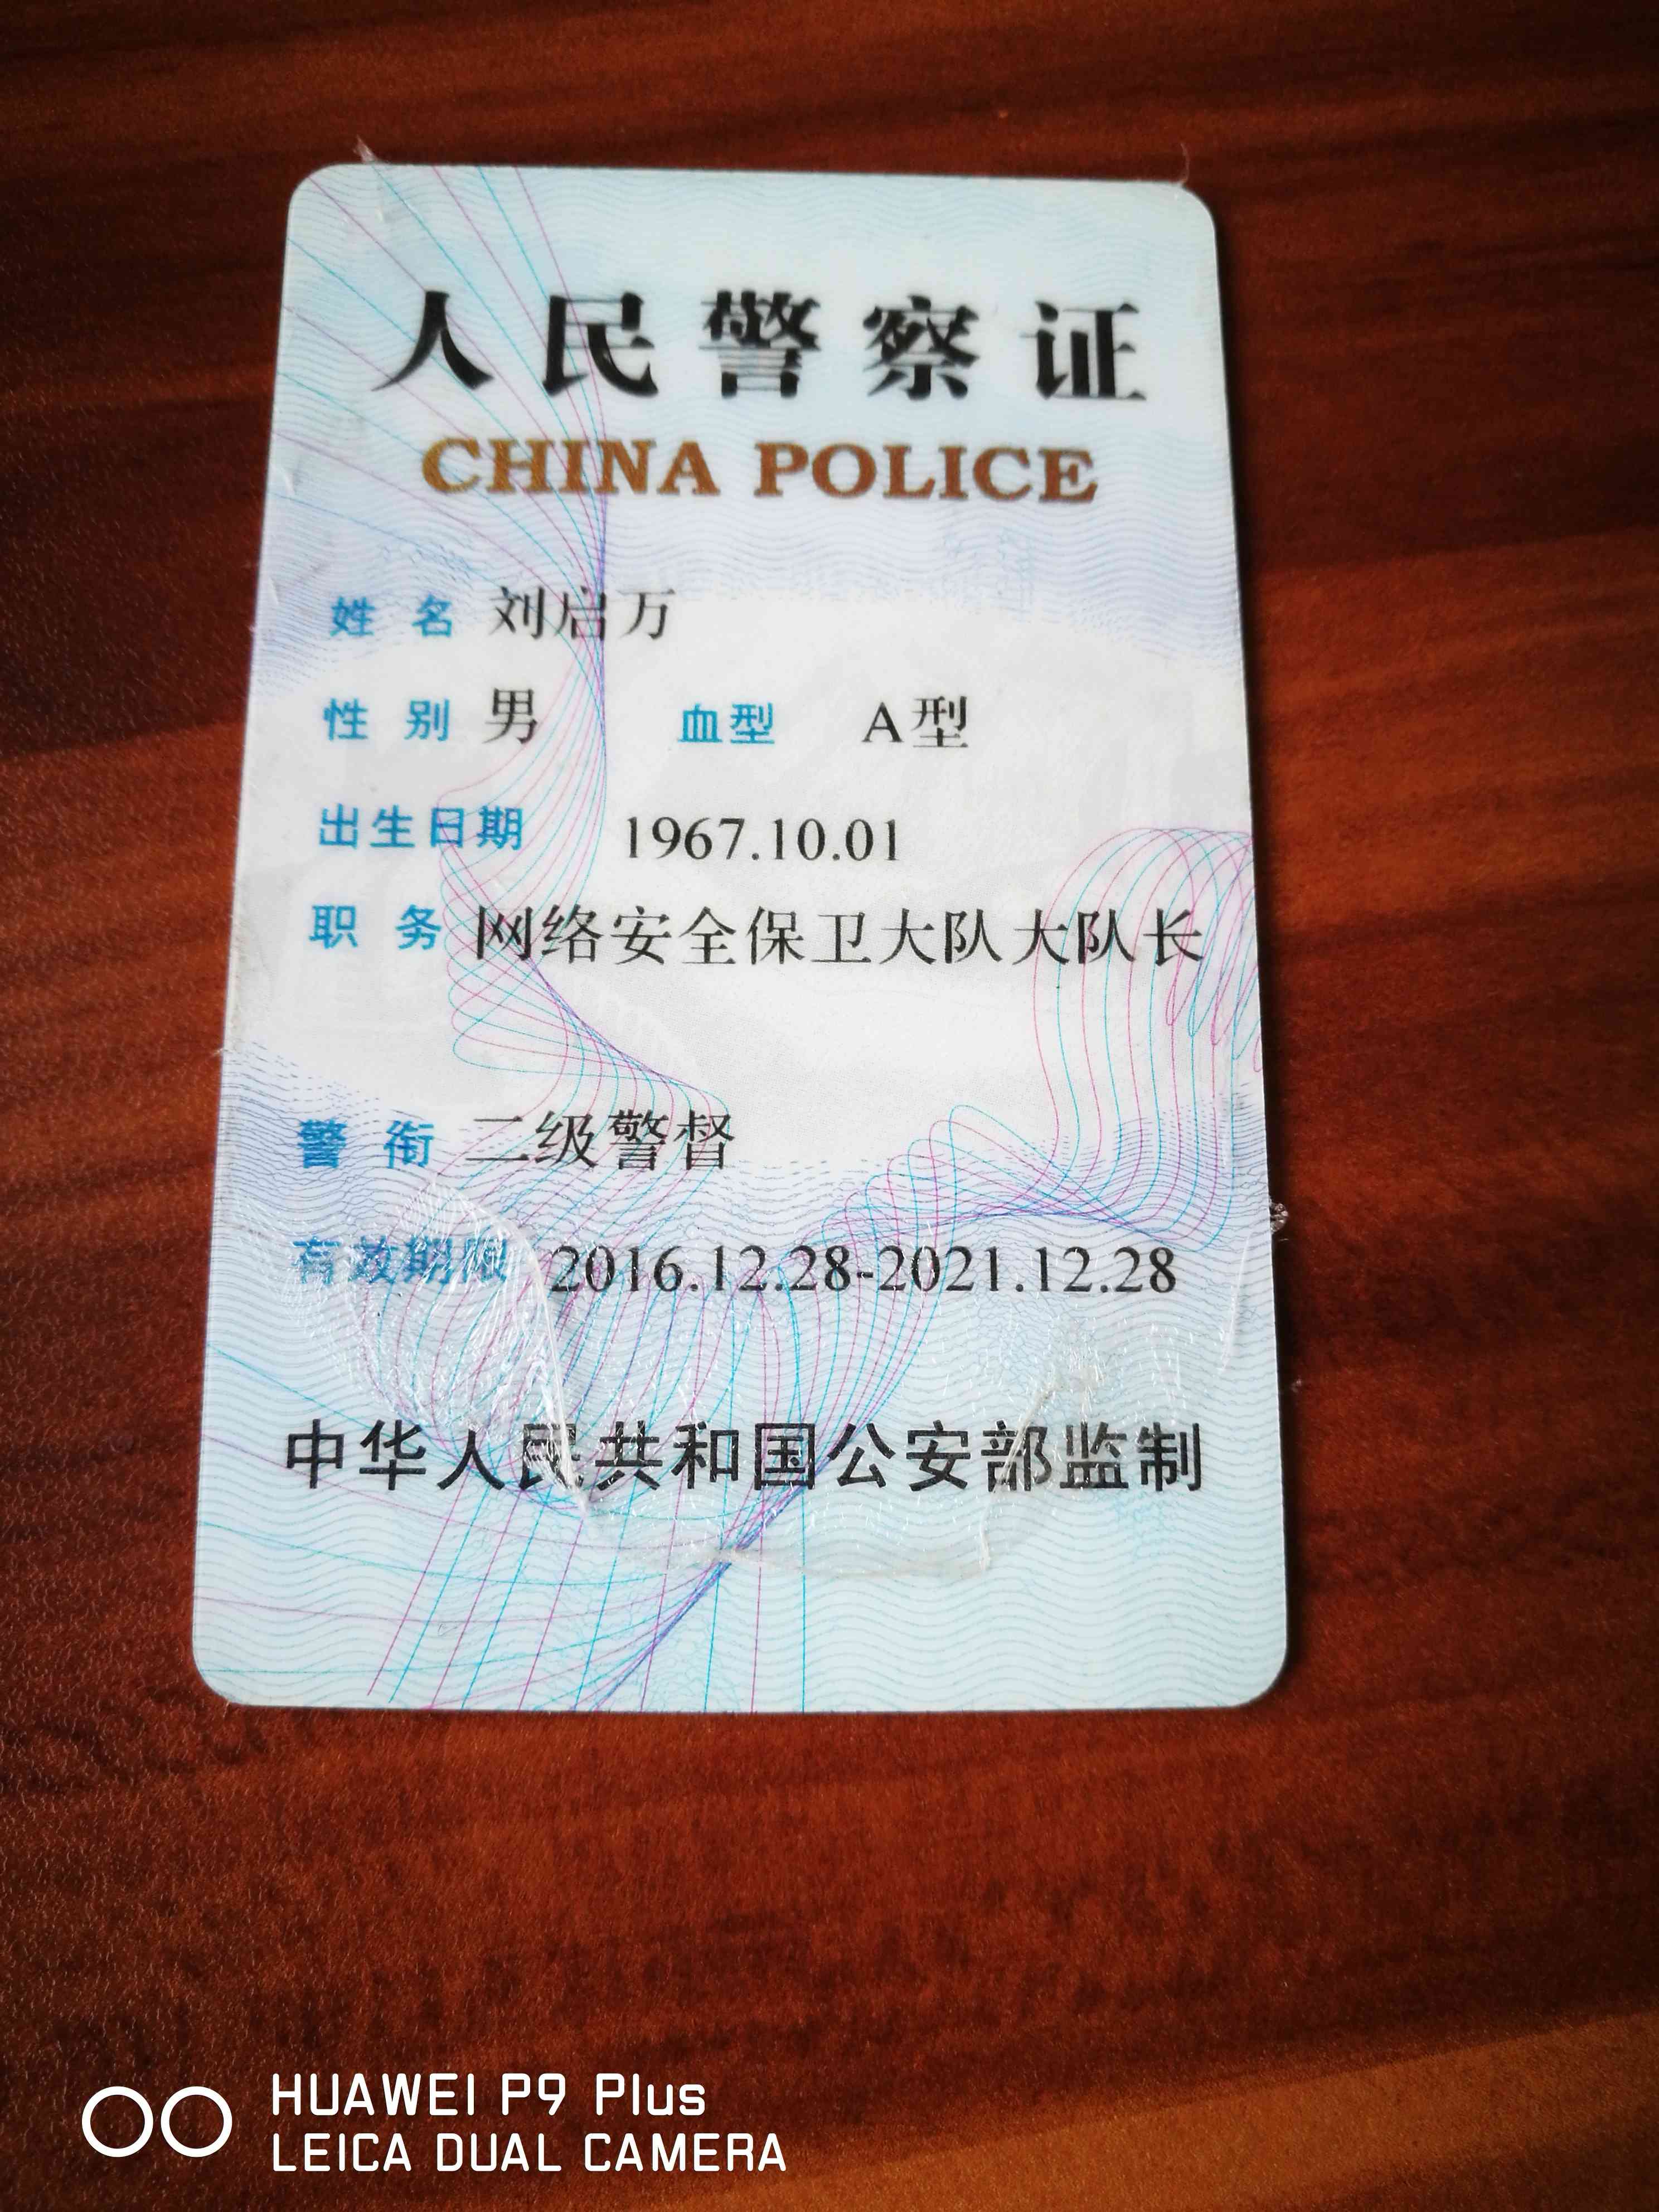 人民警察证
CHINA POLICE
姓 名 刘启万
性 别 男 血型 A型
出生日期 1967.10.01
职 务 网络安全保卫大队大队长
警 衔 二级警督
有效期限 2016.12.28-2021.12.28
中华人民共和国公安部监制
HUAWEI P9 Plus
LEICA DUAL CAMERA